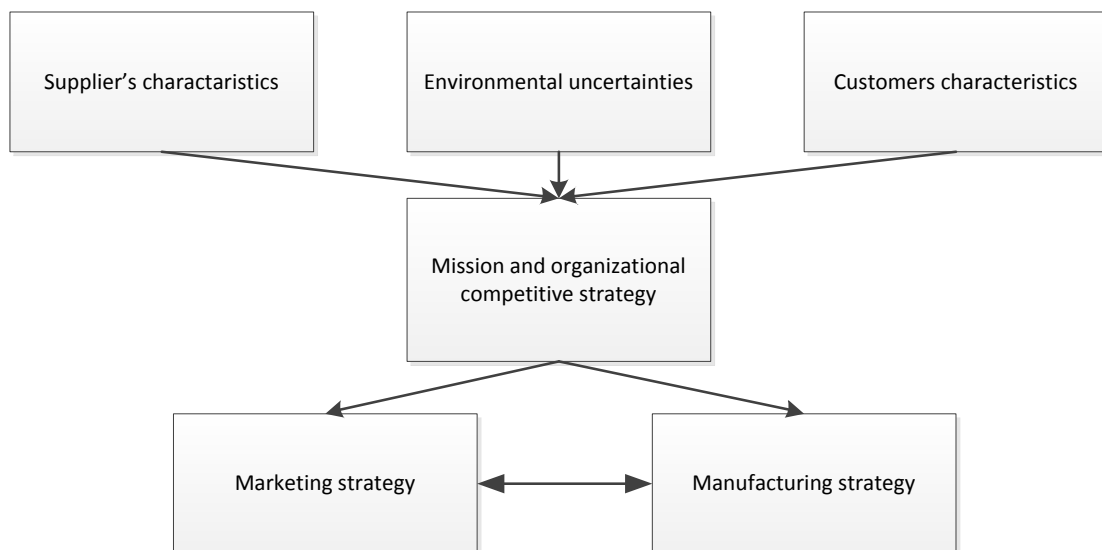 Supplier’s charactaristics
Environmental uncertainties
Customers characteristics
Mission and organizational
competitive strategy
Marketing strategy
Manufacturing strategy